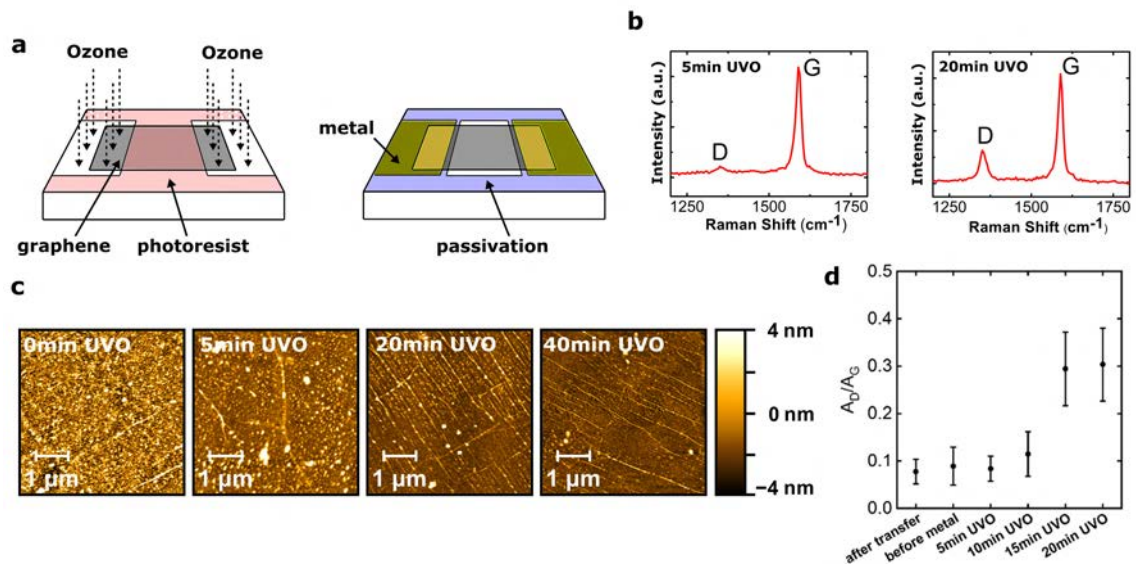 a
Ozone
Ozone
metal
graphene
photoresist
passivation
b
5min UVO
D
G
Intensity (a.u.)
1250
1500
1750
Raman Shift (cm-1)
20min UVO
D
G
Intensity (a.u.)
1250
1500
1750
Raman Shift (cm-1)
c
0min UVO
1 µm
5min UVO
1 µm
20min UVO
1 µm
40min UVO
1 µm
4 nm
0 nm
−4 nm
d
AD/AG
0.5
0.4
0.3
0.2
0.1
0.0
after transfer
before metal
5min UVO
10min UVO
15min UVO
20min UVO